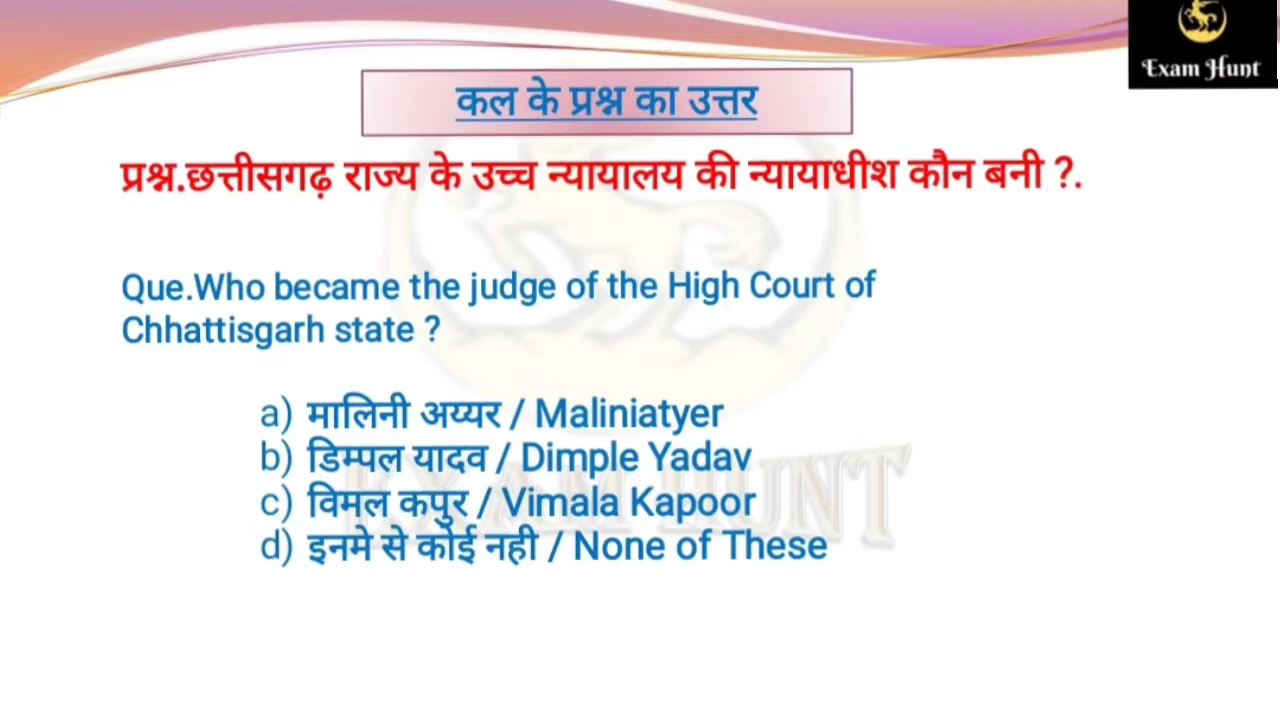 Exam Hunt
कल के प्रश्न का उत्तर
प्रश्न.छत्तीसगढ़ राज्य के उच्च न्यायालय की न्यायाधीश कौन बनी ?.
Que.Who became the judge of the High Court of
Chhattisgarh state ?
a) मालिनी अय्यर / Maliniatyer
b) डिम्पल यादव / Dimple Yadav
c) विमल कपुर / Vimala Kapoor
d) इनमे से कोई नही / None of These
EXAM HUNT